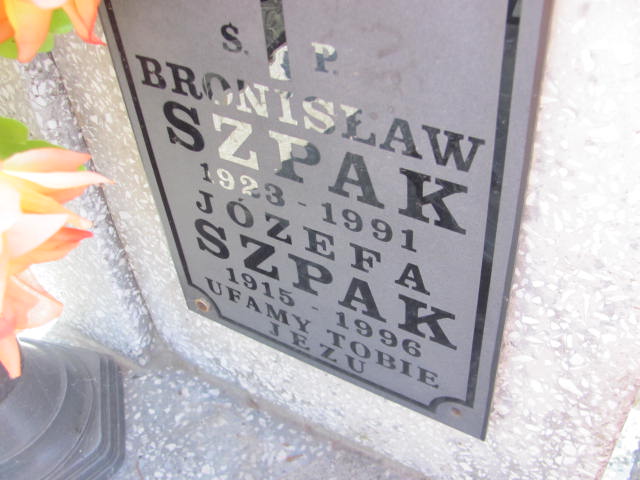 Ś. P.
BRONISŁAW
SZPAK
1923-1991
JÓZEFA
SZPAK
1915-1996
UFAMY TOBIE
JEZU